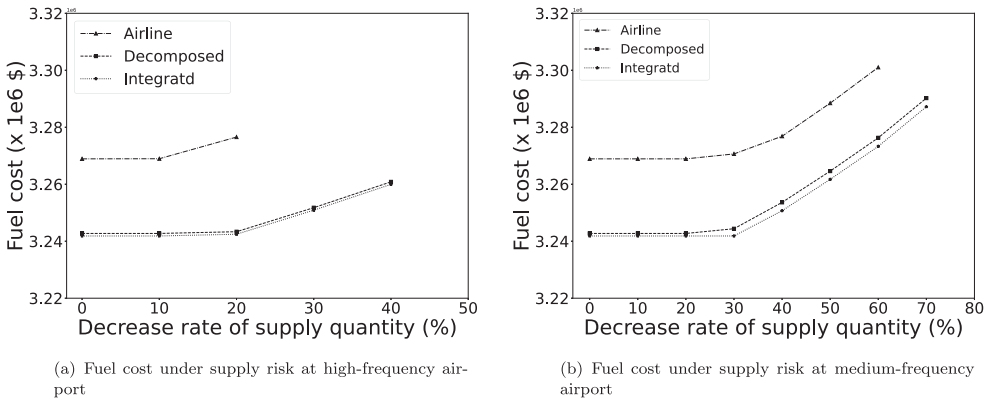 1e6
3.32
3.30
3.28
3.26
3.24
3.22
Fuel cost (x 1e6 $)
Airline
Decomposed
Integratd
0 10 20 30 40 50
Decrease rate of supply quantity (%)
(a) Fuel cost under supply risk at high-frequency air-
port
1e6
3.32
3.30
3.28
3.26
3.24
3.22
Fuel cost (x 1e6 $)
Airline
Decomposed
Integratd
0 10 20 30 40 50 60 70 80
Decrease rate of supply quantity (%)
(b) Fuel cost under supply risk at medium-frequency
airport